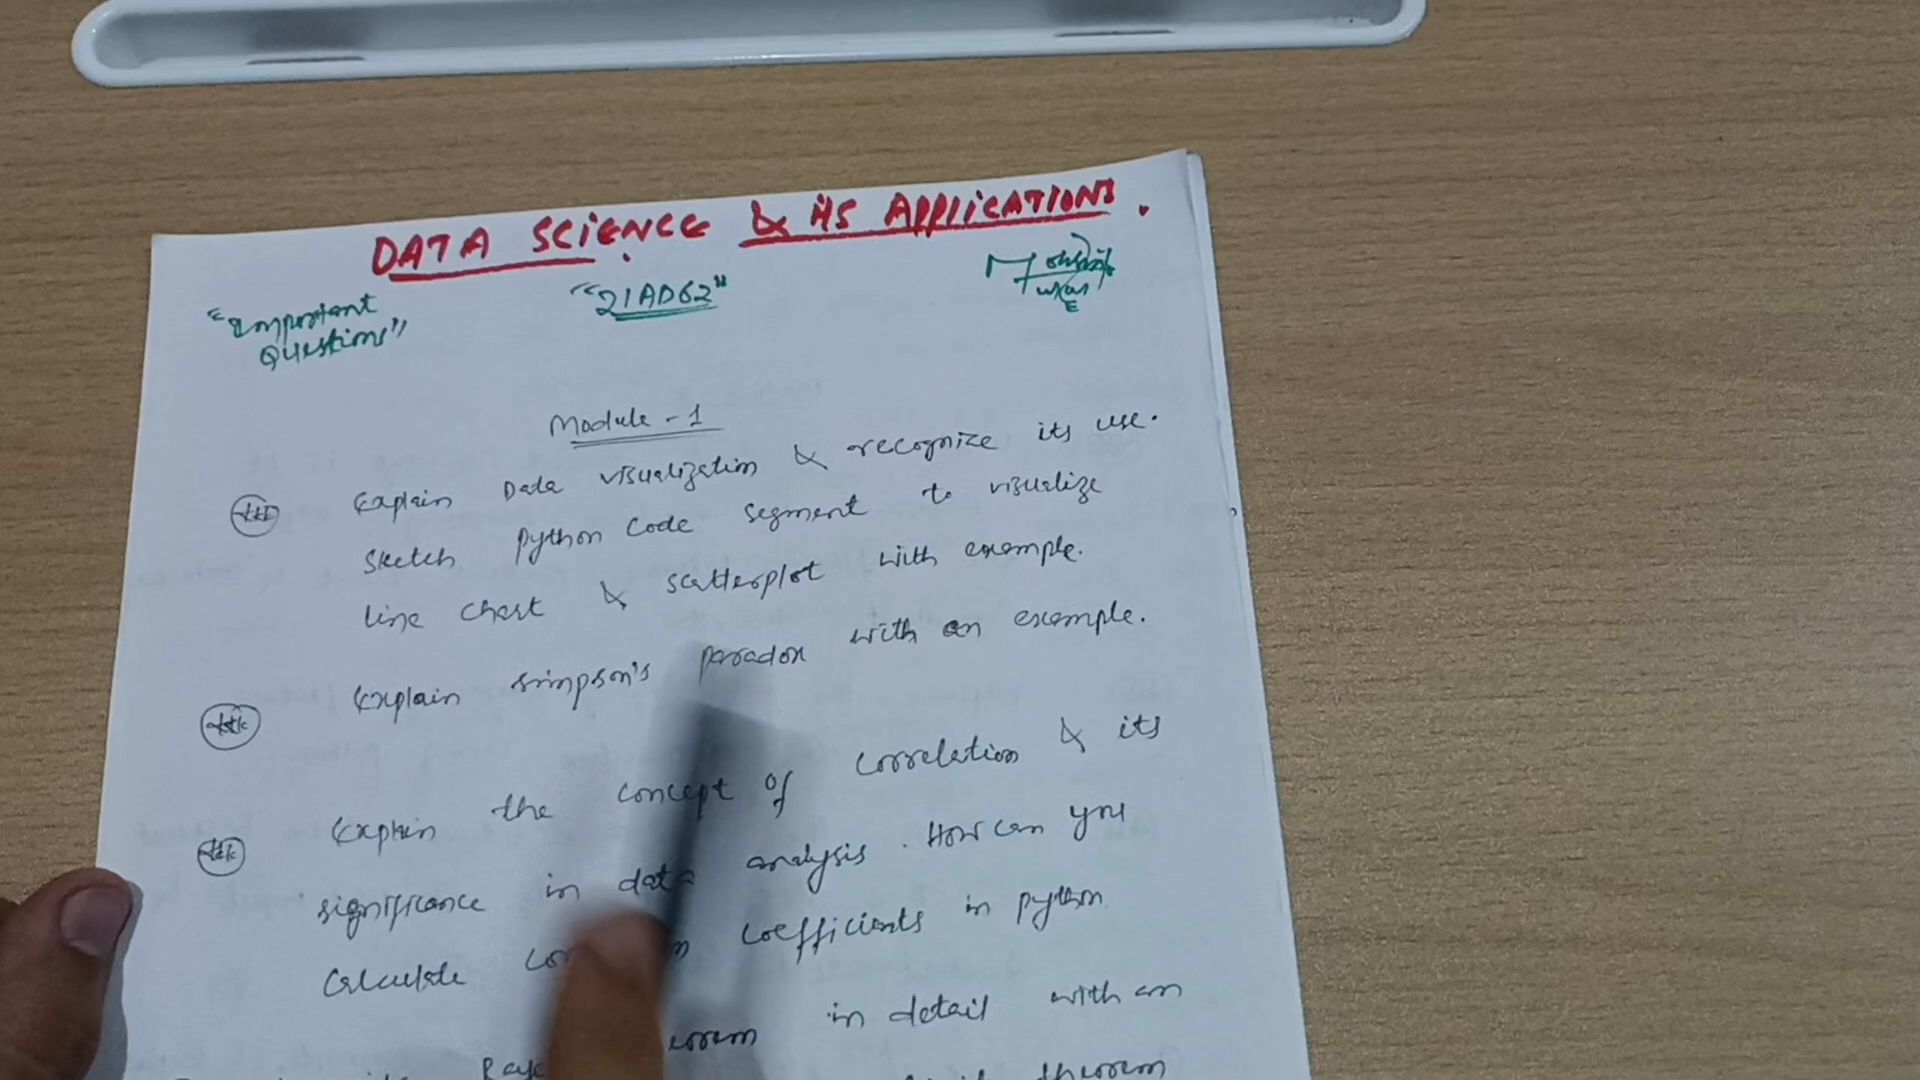 DATA SCiENCE & iTS APPLiCATIONS.
"Important
Questions"
"21AD62"
Module - 1
Explain Data visualization & recognize its use.
Sketch python code segment to visualize
line chart & scatterplot with example.
Explain simpson's paradox with an example.
Explain the concept of correlation & its
significance in data analysis. How can you
Calculate coefficients in python
in detail with an
theorem